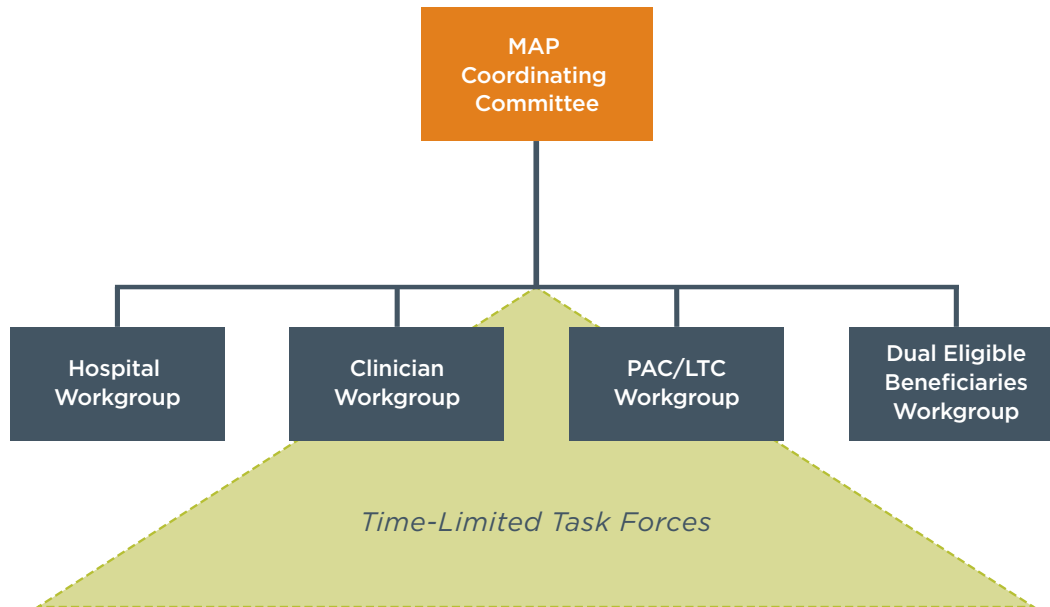 MAP
Coordinating
Committee
Hospital
Workgroup
Clinician
Workgroup
PAC/LTC
Workgroup
Dual Eligible
Beneficiaries
Workgroup
Time-Limited Task Forces